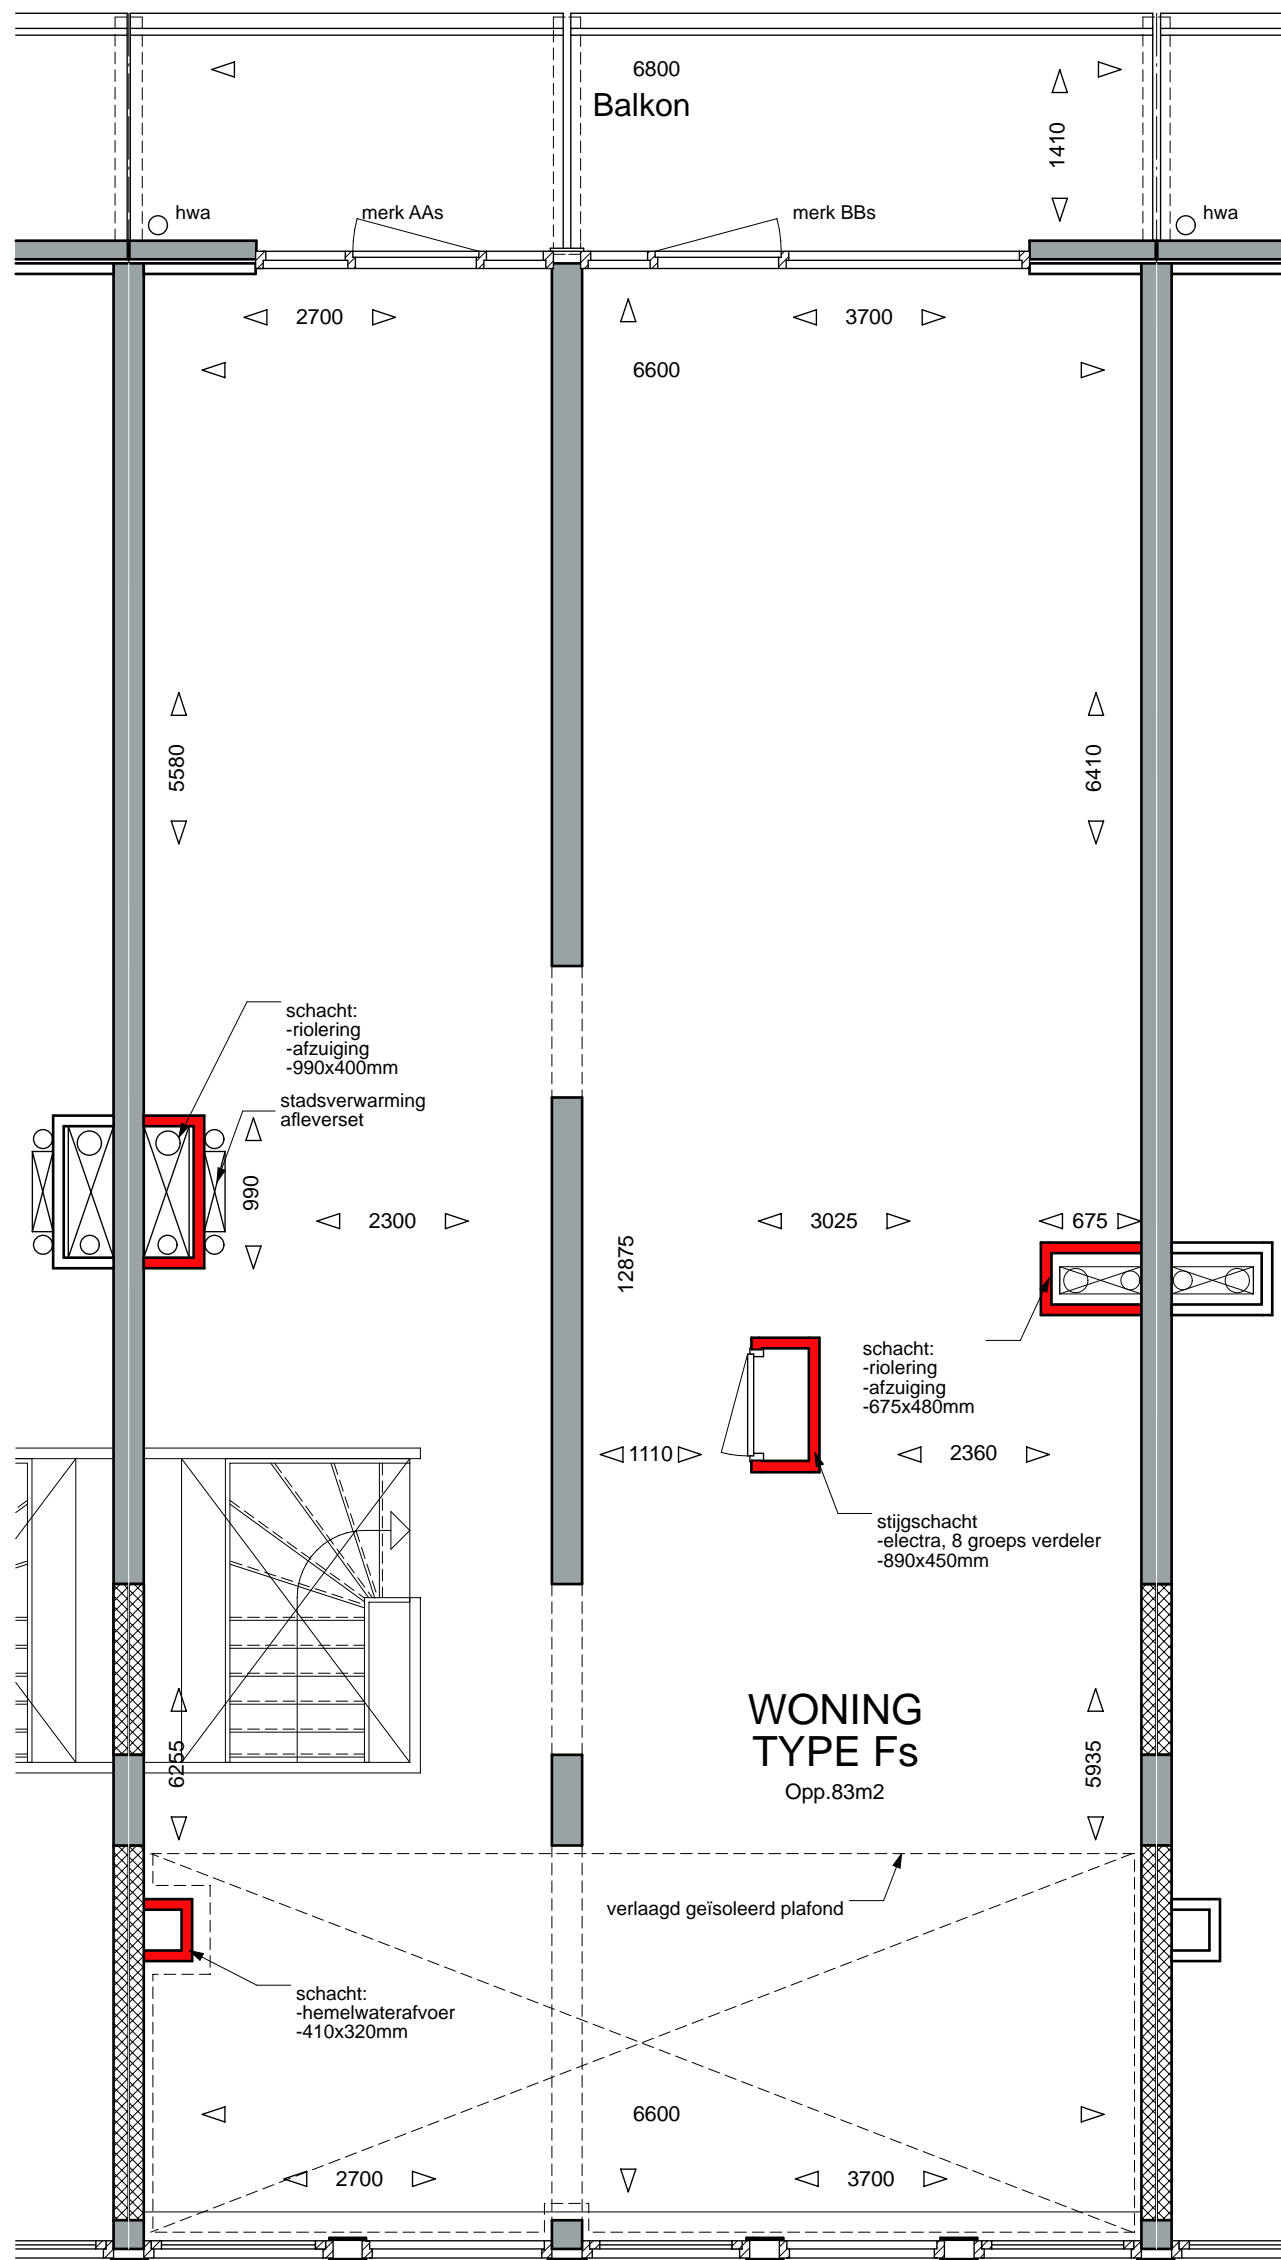 6800
Balkon
1410
hwa
merk AAs
merk BBs
hwa
2700
3700
6600
5580
6410
schacht:
-riolering
-afzuiging
-990x400mm
stadsverwarming
afleverset
990
2300
12875
3025
675
schacht:
-riolering
-afzuiging
-675x480mm
1110
2360
stijgschacht
-electra, 8 groeps verdeler
-890x450mm
WONING
TYPE Fs
Opp.83m2
6255
5935
verlaagd geïsoleerd plafond
schacht:
-hemelwaterafvoer
-410x320mm
6600
2700
3700